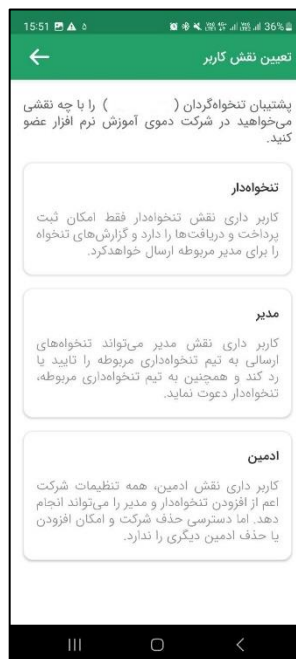 15:51 36%
تعیین نقش کاربر
پشتیبان تنخواه‌گردان ( ) را با چه نقشی
می‌خواهید در شرکت دموی آموزش نرم افزار عضو
کنید.
تنخواه‌دار
کاربر داری نقش تنخواه‌دار فقط امکان ثبت
پرداخت و دریافت‌ها را دارد و گزارش‌های تنخواه
را برای مدیر مربوطه ارسال خواهدکرد.
مدیر
کاربر داری نقش مدیر می‌تواند تنخواه‌های
ارسالی به تیم تنخواه‌داری مربوطه را تایید یا
رد کند و همچنین به تیم تنخواه‌داری مربوطه،
تنخواه‌دار دعوت نماید.
ادمین
کاربر داری نقش ادمین، همه تنظیمات شرکت
اعم از افزودن تنخواه‌دار و مدیر را می‌تواند انجام
دهد. اما دسترسی حذف شرکت و امکان افزودن
یا حذف ادمین دیگری را ندارد.